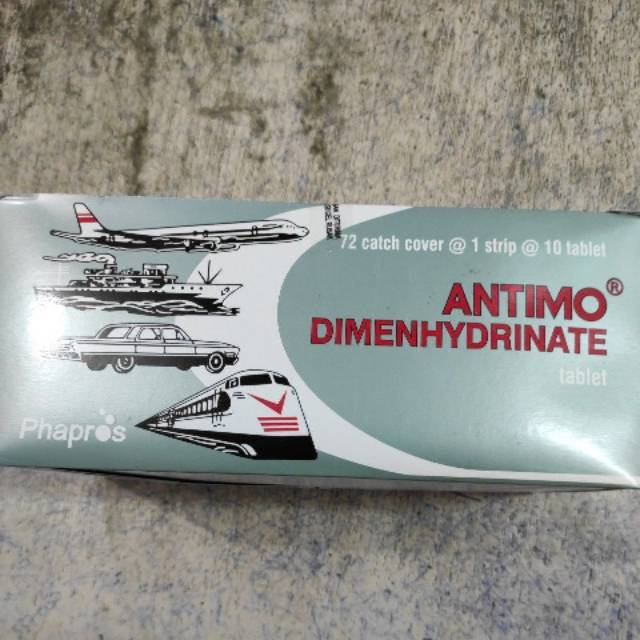 72 catch cover @ 1 strip @ 10 tablet
ANTIMO®
DIMENHYDRINATE
tablet
Phapros